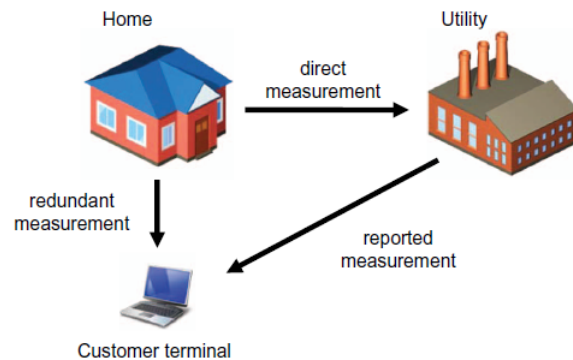 Home
Utility
direct
measurement
redundant
measurement
reported
measurement
Customer terminal